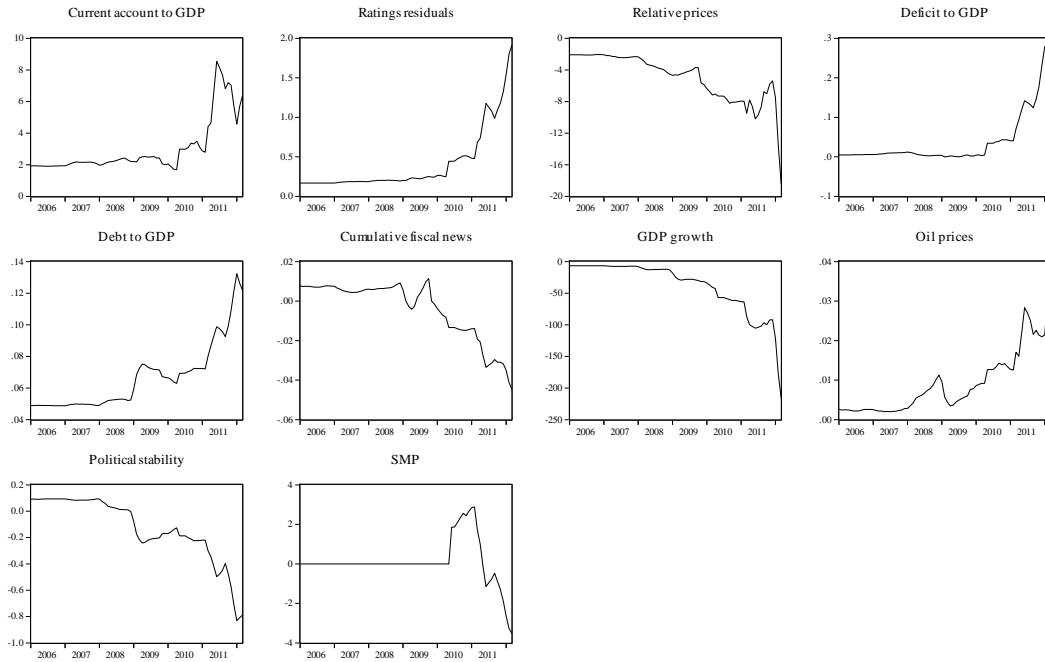 Current account to GDP
10
8
6
4
2
0
2006 2007 2008 2009 2010 2011
Ratings residuals
2.0
1.5
1.0
0.5
0.0
2006 2007 2008 2009 2010 2011
Relative prices
0
-4
-8
-12
-16
-20
2006 2007 2008 2009 2010 2011
Deficit to GDP
.3
.2
.1
.0
-.1
2006 2007 2008 2009 2010 2011
Debt to GDP
.14
.12
.10
.08
.06
.04
2006 2007 2008 2009 2010 2011
Cumulative fiscal news
.02
.00
-.02
-.04
-.06
2006 2007 2008 2009 2010 2011
GDP growth
0
-50
-100
-150
-200
-250
2006 2007 2008 2009 2010 2011
Oil prices
.04
.03
.02
.01
.00
2006 2007 2008 2009 2010 2011
Political stability
0.2
0.0
-0.2
-0.4
-0.6
-0.8
-1.0
2006 2007 2008 2009 2010 2011
SMP
4
2
0
-2
-4
2006 2007 2008 2009 2010 2011